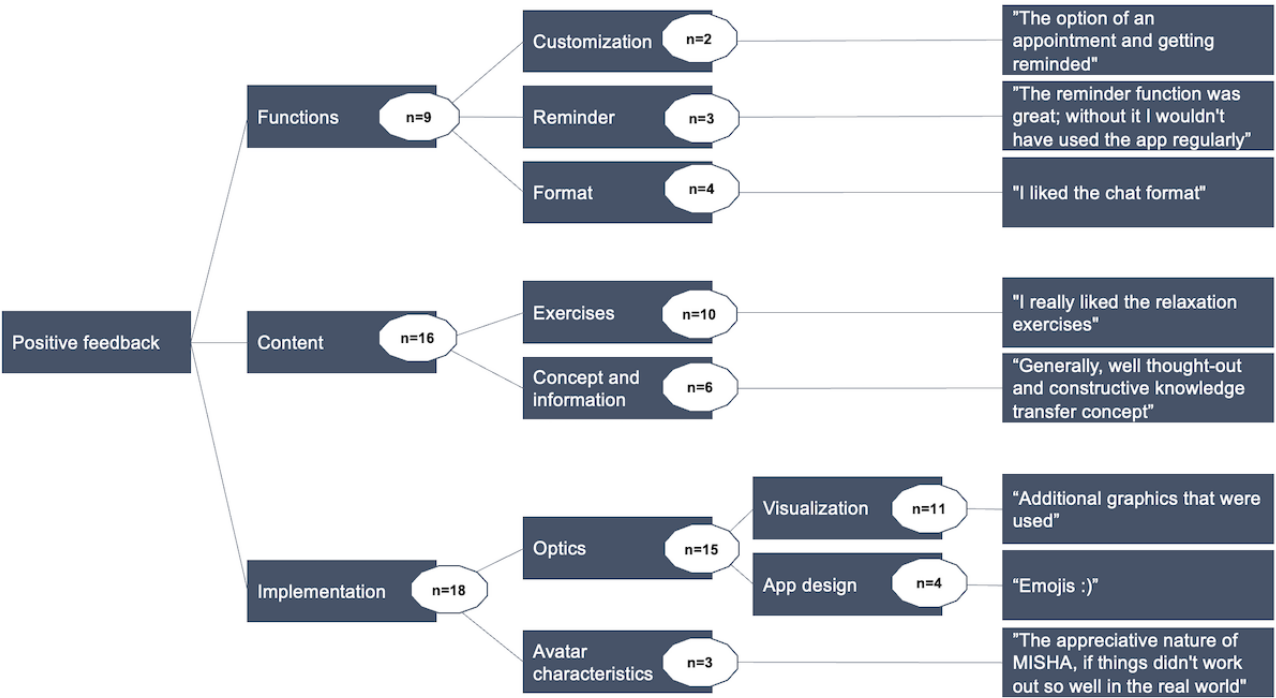 Positive feedback
Functions
n=9
Customization
n=2
"The option of an
appointment and getting
reminded"
Reminder
n=3
"The reminder function was
great; without it I wouldn't
have used the app regularly”
Format
n=4
"I liked the chat format"
Content
n=16
Exercises
n=10
"I really liked the relaxation
exercises"
Concept and
information
n=6
“Generally, well thought-out
and constructive knowledge
transfer concept”
Implementation
n=18
Optics
n=15
Visualization
n=11
“Additional graphics that were
used”
App design
n=4
“Emojis :)”
Avatar
characteristics
n=3
"The appreciative nature of
MISHA, if things didn't work
out so well in the real world"